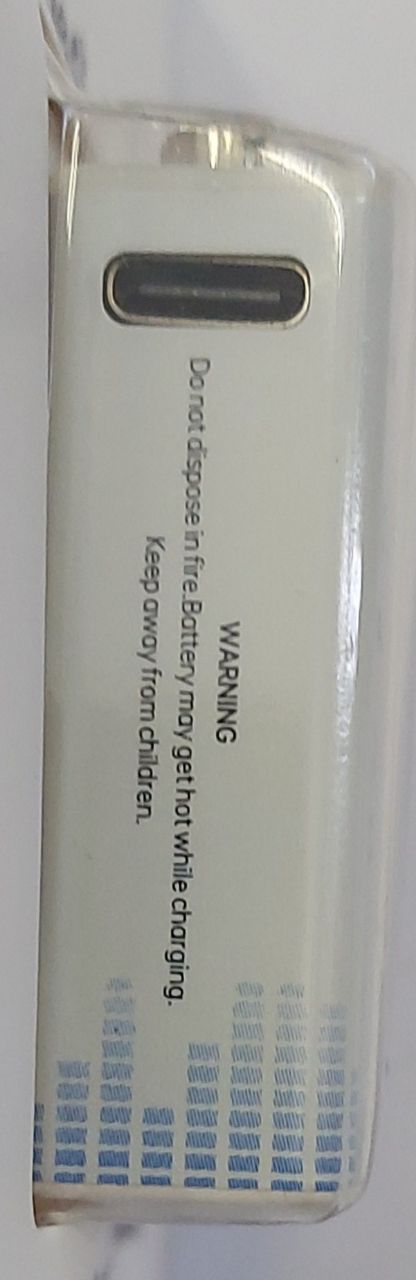 WARNING
Do not dispose in fire.Battery may get hot while charging.
Keep away from children.